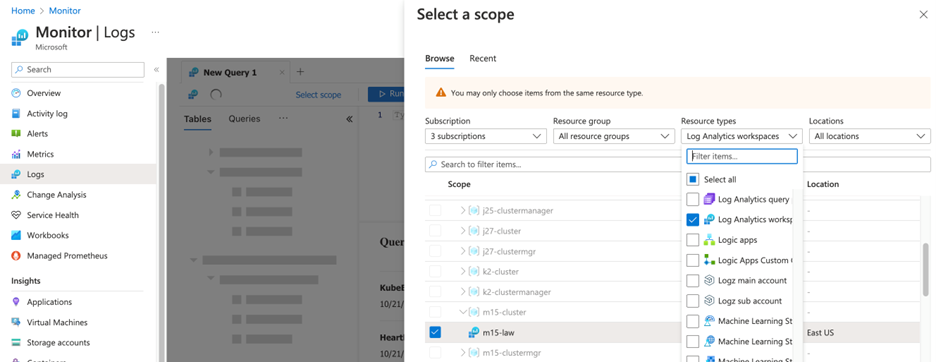 Home > Monitor
Monitor | Logs ...
Microsoft
Search
Overview
Activity log
Alerts
Metrics
Logs
Change Analysis
Service Health
Workbooks
Managed Prometheus
Insights
Applications
Virtual Machines
Storage accounts
New Query 1
Select scope
Run
Tables
Queries
...
1
Query
KubeE
10/21/
Heart
10/21/
Select a scope
Browse
Recent
You may only choose items from the same resource type.
Subscription
Resource group
Resource types
Locations
3 subscriptions
All resource groups
Log Analytics workspaces
All locations
Search to filter items...
Filter items...
Select all
Log Analytics query
Log Analytics worksp
Logic apps
Logic Apps Custom
Logz main account
Logz sub account
Machine Learning St
Machine Learning St
Machine Learning St
Scope
Location
j25-clustermanager
-
j27-cluster
-
j27-clustermgr
-
k2-cluster
-
k2-clustermanager
-
m15-cluster
-
m15-law
East US
m15-clustermgr
-